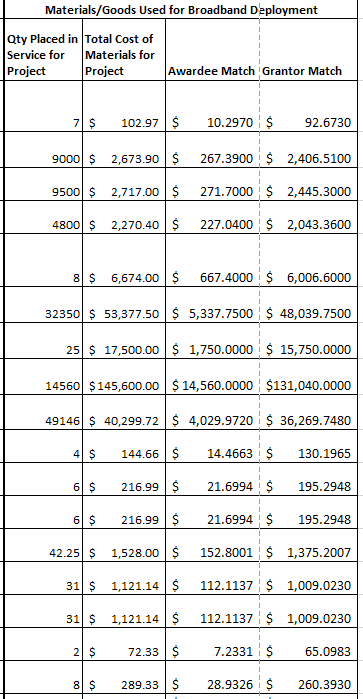 Materials/Goods Used for Broadband Deployment
Qty Placed in Service for Project Total Cost of Materials for Project Awardee Match Grantor Match
7 $ 102.97 $ 10.2970 $ 92.6730
9000 $ 2,673.90 $ 267.3900 $ 2,406.5100
9500 $ 2,717.00 $ 271.7000 $ 2,445.3000
4800 $ 2,270.40 $ 227.0400 $ 2,043.3600
8 $ 6,674.00 $ 667.4000 $ 6,006.6000
32350 $ 53,377.50 $ 5,337.7500 $ 48,039.7500
25 $ 17,500.00 $ 1,750.0000 $ 15,750.0000
14560 $145,600.00 $ 14,560.0000 $131,040.0000
49146 $ 40,299.72 $ 4,029.9720 $ 36,269.7480
4 $ 144.66 $ 14.4663 $ 130.1965
6 $ 216.99 $ 21.6994 $ 195.2948
6 $ 216.99 $ 21.6994 $ 195.2948
42.25 $ 1,528.00 $ 152.8001 $ 1,375.2007
31 $ 1,121.14 $ 112.1137 $ 1,009.0230
31 $ 1,121.14 $ 112.1137 $ 1,009.0230
2 $ 72.33 $ 7.2331 $ 65.0983
8 $ 289.33 $ 28.9326 $ 260.3930